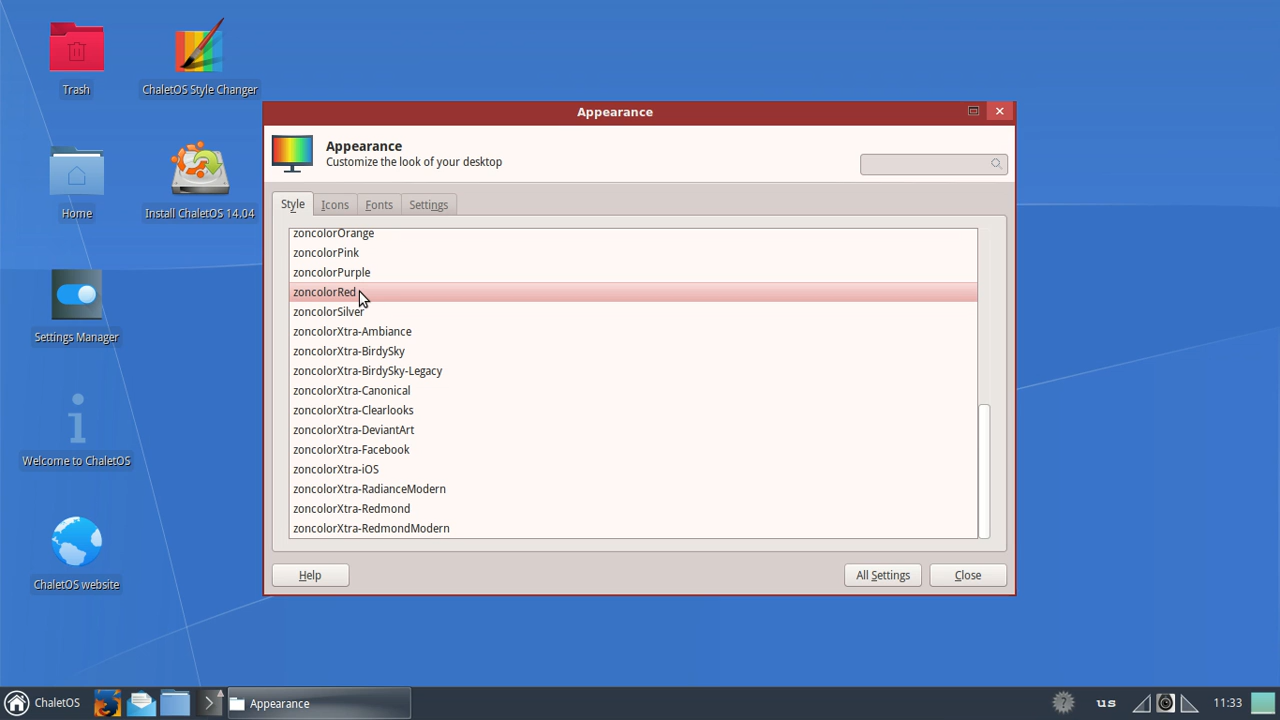 Trash
ChaletOS Style Changer
Home
Install ChaletOS 14.04
Settings Manager
Welcome to ChaletOS
ChaletOS website
Appearance
Appearance
Customize the look of your desktop
Style
Icons
Fonts
Settings
zoncolorOrange
zoncolorPink
zoncolorPurple
zoncolorRed
zoncolorSilver
zoncolorXtra-Ambiance
zoncolorXtra-BirdySky
zoncolorXtra-BirdySky-Legacy
zoncolorXtra-Canonical
zoncolorXtra-Clearlooks
zoncolorXtra-DeviantArt
zoncolorXtra-Facebook
zoncolorXtra-iOS
zoncolorXtra-RadianceModern
zoncolorXtra-Redmond
zoncolorXtra-RedmondModern
Help
All Settings
Close
ChaletOS
Appearance
us
11:33